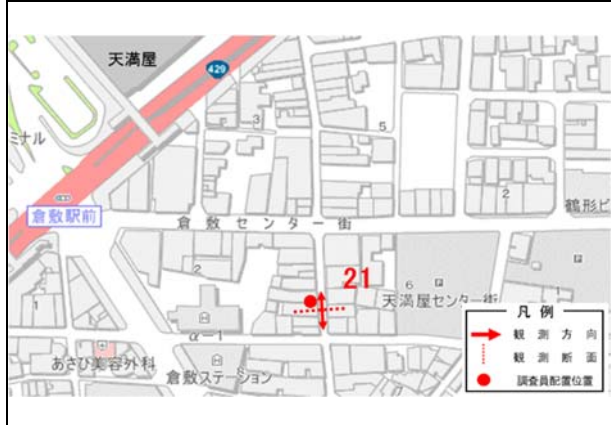 天満屋
429
3
5
ミナル
倉敷駅前
倉敷センター街
2
鶴形ビ
2
21
6
P
P
天満屋センター街
1
H
α-1
あさひ美容外科
H
倉敷ステーション
8
1
凡例
観測方向
観測断面
調査員配置位置